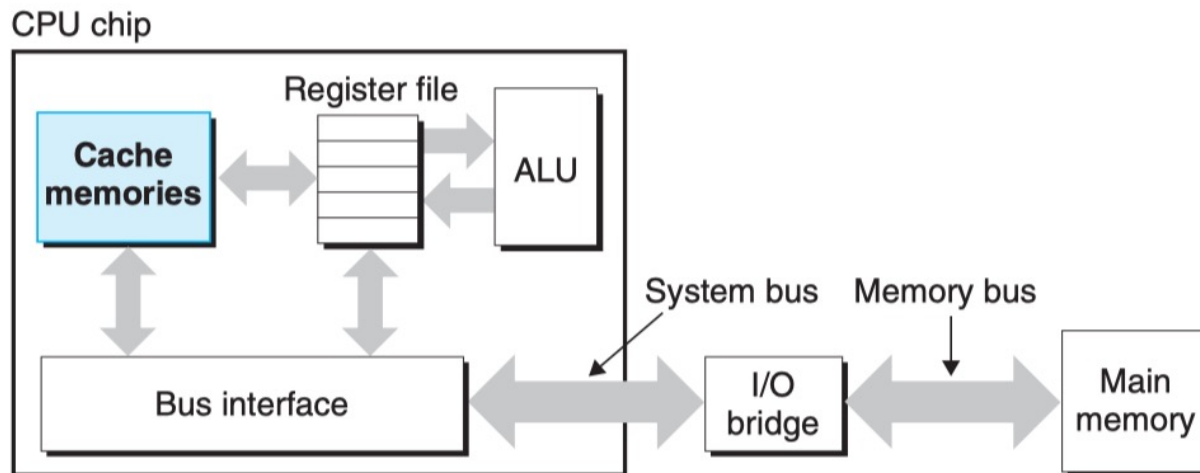 CPU chip
Register file
Cache
memories
ALU
System bus
Memory bus
Bus interface
I/O
bridge
Main
memory